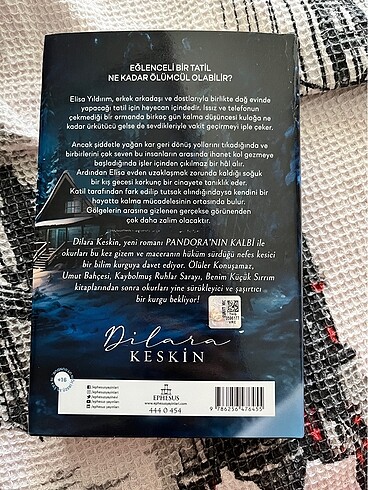 EĞLENCELİ BİR TATİL
NE KADAR ÖLÜMCÜL OLABİLİR?
Elisa Yıldırım, erkek arkadaşı ve dostlarıyla birlikte dağ evinde
yapacağı tatil için heyecan içindedir. Issız ve telefonun
çekmediği bir ormanda birkaç gün kalma düşüncesi kulağa ne
kadar ürkütücü gelse de sevdikleriyle vakit geçirmeyi iple çeker.
Ancak şiddetle yağan kar geri dönüş yollarını tıkadığında ve
birbirlerini çok seven bu insanların arasında ihanet kol gezmeye
başladığında işler içinden çıkılmaz bir hâl alır.
Ardından Elisa evden uzaklaşmak zorunda kaldığı soğuk
bir kış gecesi korkunç bir cinayete tanıklık eder.
Katil tarafından fark edilip tutsak alındığındaysa kendini bir
hayatta kalma mücadelesinin ortasında bulur.
Gölgelerin arasına gizlenen gerçekse görünenden
çok daha zalim olacaktır.
Dilara Keskin, yeni romanı PANDORA'NIN KALBİ ile
okurları bu kez gizem ve maceranın hüküm sürdüğü nefes kesici
bir bilim kurguya davet ediyor. Ölüler Konuşamaz,
Umut Bahçesi, Kaybolmuş Ruhlar Sarayı, Benim Küçük Sırrım
kitaplarından sonra okurları yine sürükleyici ve şaşırtıcı
bir kurgu bekliyor!
Dilara
KESKİN
+16
/ephesusyayinlari
/ephesusyayinlari
/ephesusyayinlari
/ephesus yayınları
EPHESUS
ephesusyayinlari.com
444 0 454
9 786256 476455